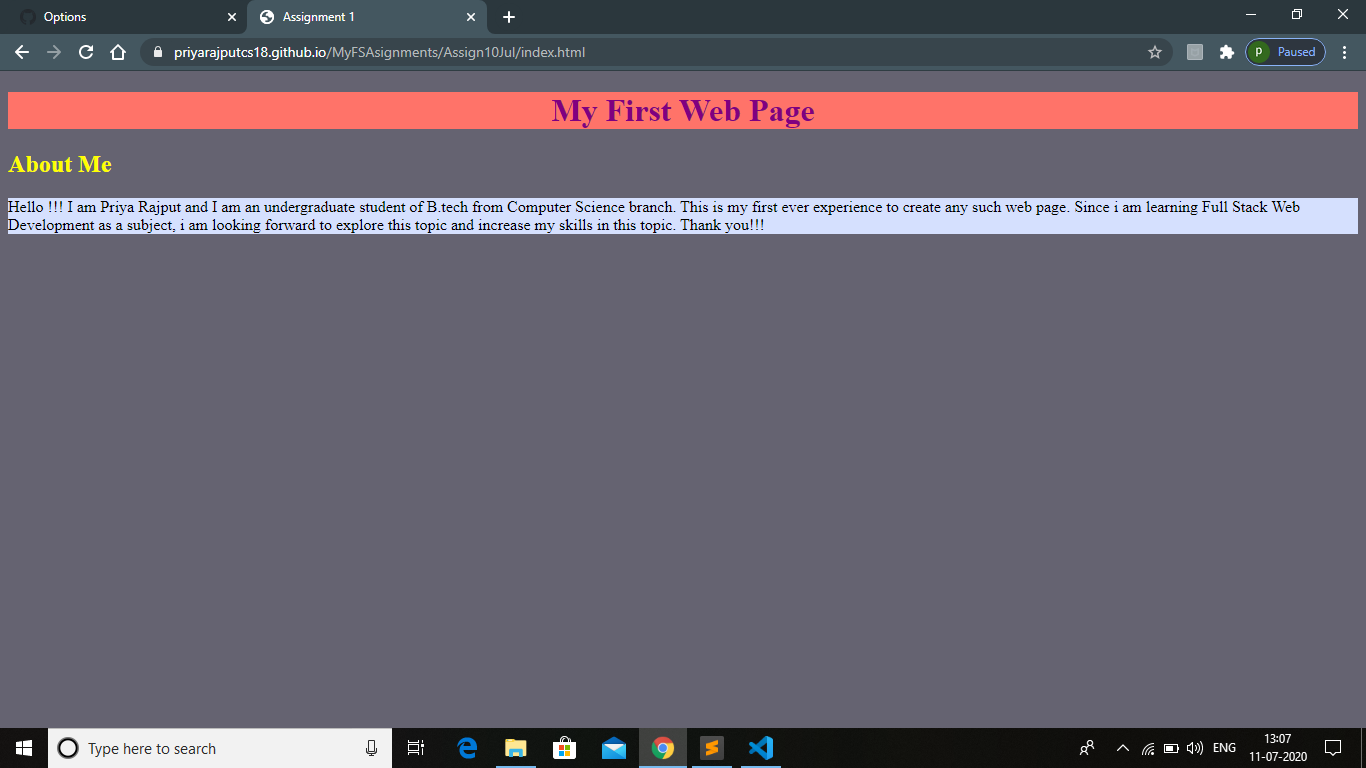 Options
Assignment 1
priyarajputcs18.github.io/MyFSAsignments/Assign10Jul/index.html
p
Paused
My First Web Page
About Me
Hello !!! I am Priya Rajput and I am an undergraduate student of B.tech from Computer Science branch. This is my first ever experience to create any such web page. Since i am learning Full Stack Web
Development as a subject, i am looking forward to explore this topic and increase my skills in this topic. Thank you!!!
Type here to search
ENG
13:07
11-07-2020